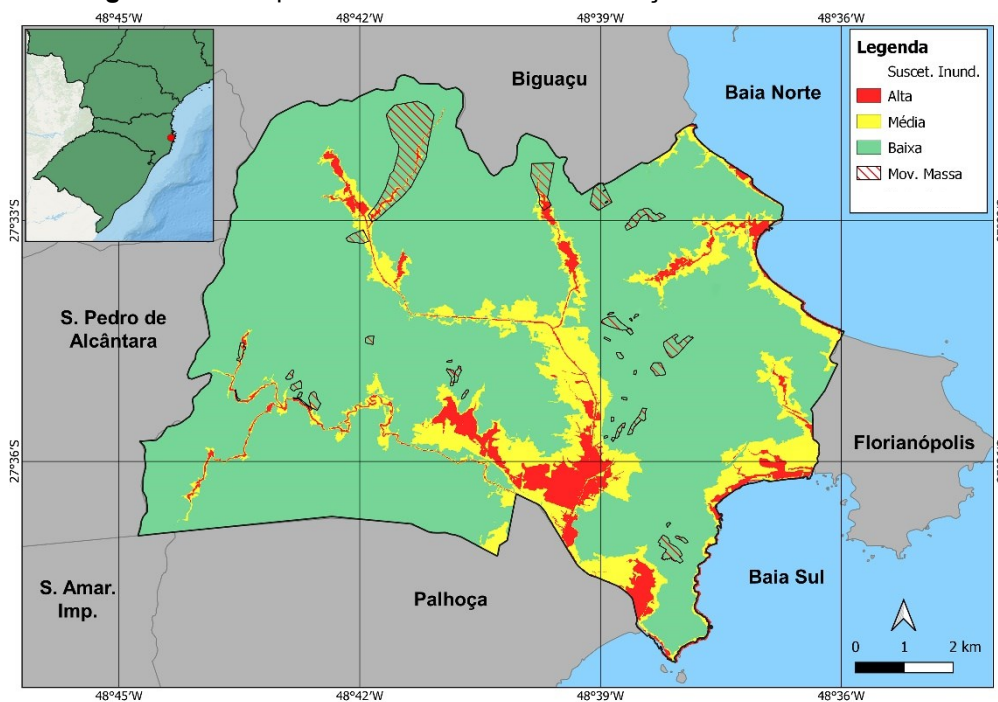 48°45'W 48°42'W 48°39'W 48°36'W
Legenda
Suscet. Inund.
Alta
Média
Baixa
Mov. Massa
Biguaçu
Baia Norte
27°33'S
S. Pedro de
Alcântara
Florianópolis
27°36'S
Baia Sul
S. Amar.
Imp.
Palhoça
0 1 2 km
48°45'W 48°42'W 48°39'W 48°36'W